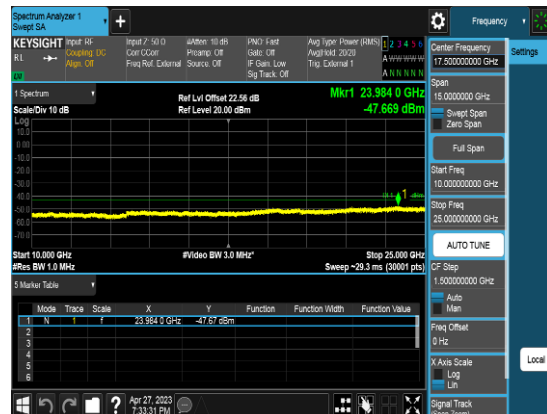 Spectrum Analyzer 1
Swept SA
+
Frequency
KEYSIGHT
Input: RF
Coupling: DC
Align: Off
Input Z: 50 Ω
Corr CCorr
Freq Ref: External
#Atten: 10 dB
Preamp: Off
Source: Off
PNO: Fast
Gate: Off
IF Gain: Low
Sig Track: Off
Avg Type: Power (RMS)
Avg|Hold: 20/20
Trig: External 1
1 2 3 4 5 6
A W W W W W
A N N N N N
1 Spectrum
Scale/Div 10 dB
Ref Lvl Offset 22.56 dB
Ref Level 20.00 dBm
Mkr1 23.984 0 GHz
-47.669 dBm
Log
10.0
0.00
-10.0
-20.0
-30.0
-40.0
-50.0
-60.0
-70.0
1
Start 10.000 GHz
#Video BW 3.0 MHz*
Stop 25.000 GHz
#Res BW 1.0 MHz
Sweep ~29.3 ms (30001 pts)
5 Marker Table
Mode Trace Scale X Y Function Function Width Function Value
1 N 1 f 23.984 0 GHz -47.67 dBm
2
3
4
5
6
Apr 27, 2023
7:33:31 PM
Center Frequency
17.500000000 GHz
Settings
Span
15.0000000 GHz
Swept Span
Zero Span
Full Span
Start Freq
10.000000000 GHz
Stop Freq
25.000000000 GHz
AUTO TUNE
CF Step
1.500000000 GHz
Auto
Man
Freq Offset
0 Hz
X Axis Scale
Log
Lin
Local
Signal Track
(Span Zoom)